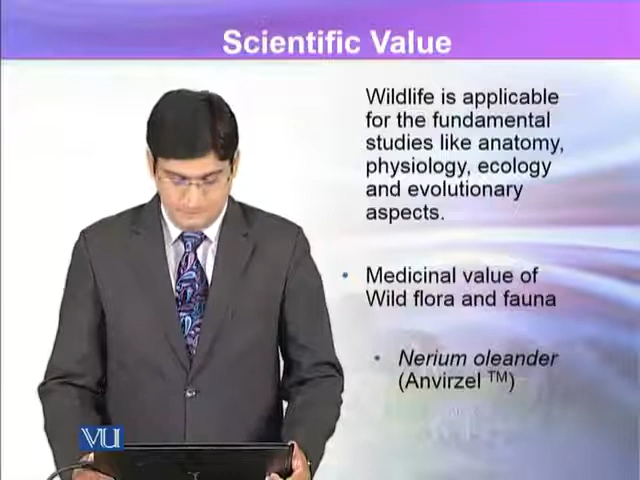 Scientific Value
Wildlife is applicable
for the fundamental
studies like anatomy,
physiology, ecology
and evolutionary
aspects.
• Medicinal value of
Wild flora and fauna
• Nerium oleander
(Anvirzel ™)
VU